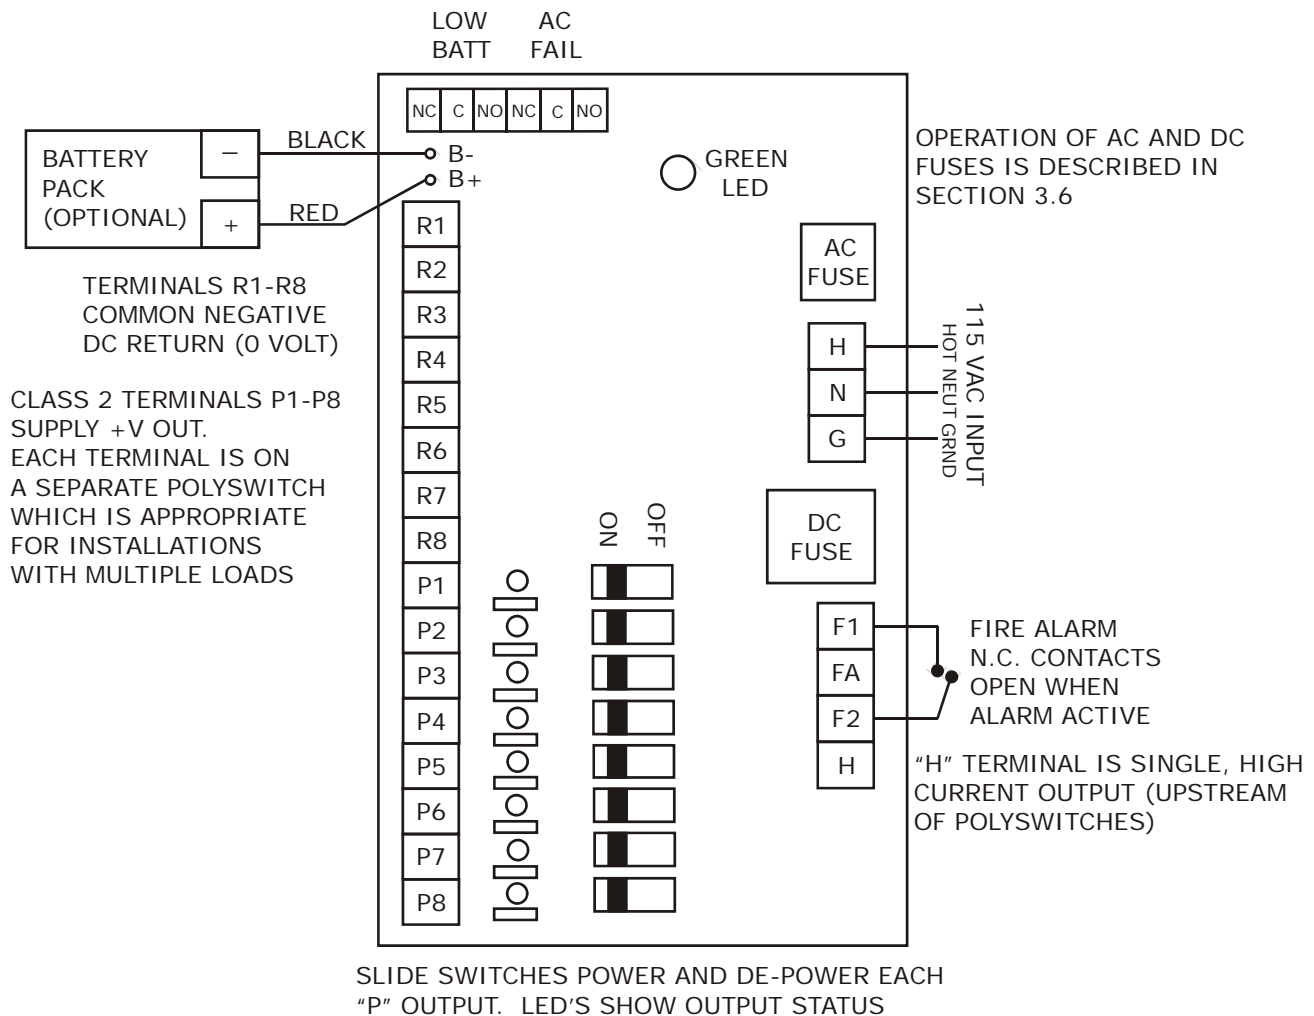 LOW BATT
AC FAIL
NC C NO NC C NO
BATTERY
PACK
(OPTIONAL)
–
+
BLACK
RED
B-
B+
GREEN
LED
OPERATION OF AC AND DC
FUSES IS DESCRIBED IN
SECTION 3.6
TERMINALS R1-R8
COMMON NEGATIVE
DC RETURN (0 VOLT)
CLASS 2 TERMINALS P1-P8
SUPPLY +V OUT.
EACH TERMINAL IS ON
A SEPARATE POLYSWITCH
WHICH IS APPROPRIATE
FOR INSTALLATIONS
WITH MULTIPLE LOADS
R1
R2
R3
R4
R5
R6
R7
R8
P1
P2
P3
P4
P5
P6
P7
P8
ON
OFF
AC
FUSE
H
N
G
HOT NEUT GRND
115 VAC INPUT
DC
FUSE
F1
FA
F2
H
FIRE ALARM
N.C. CONTACTS
OPEN WHEN
ALARM ACTIVE
“H” TERMINAL IS SINGLE, HIGH
CURRENT OUTPUT (UPSTREAM
OF POLYSWITCHES)
SLIDE SWITCHES POWER AND DE-POWER EACH
“P” OUTPUT. LED'S SHOW OUTPUT STATUS